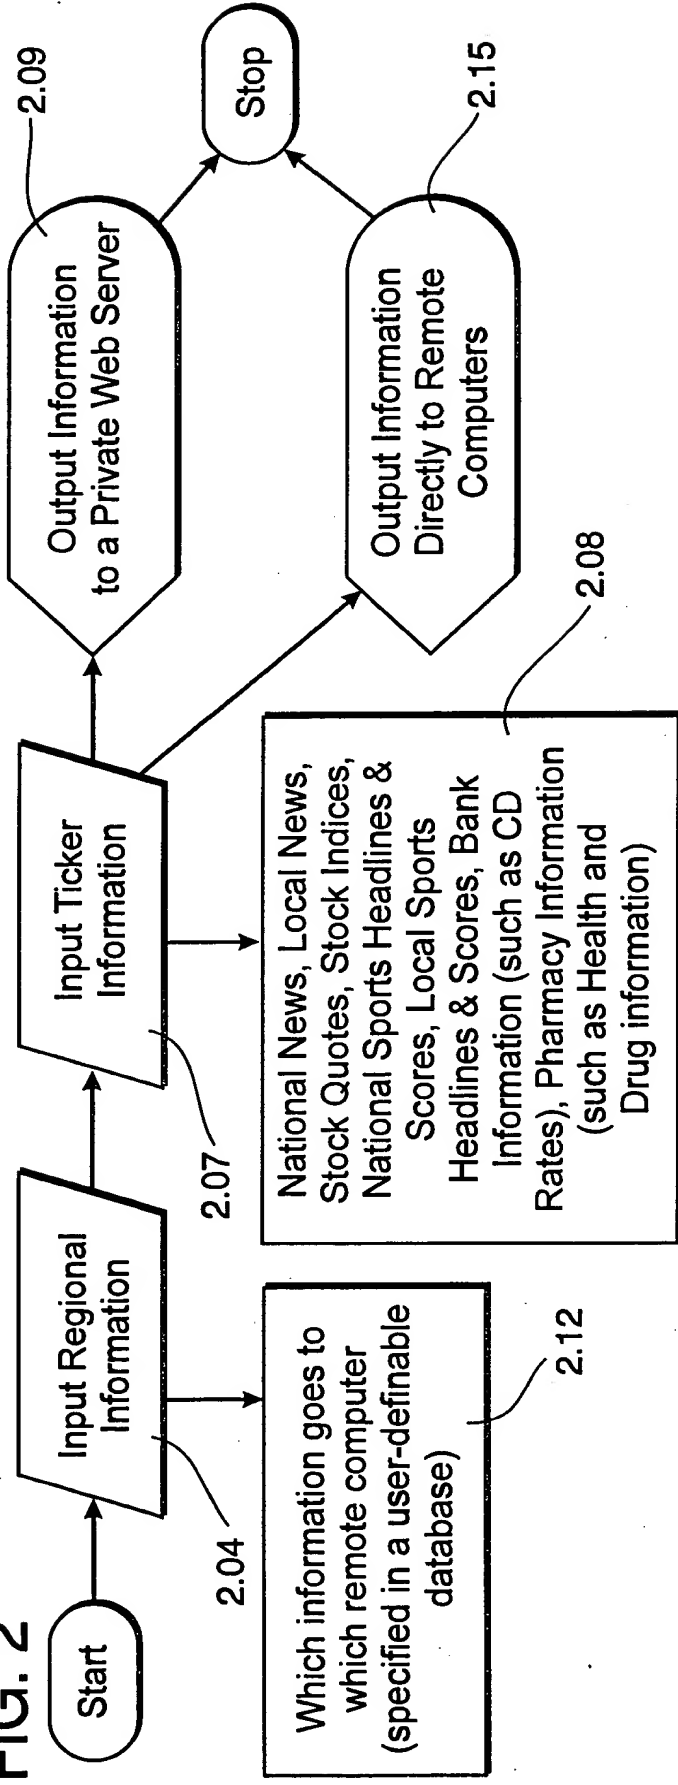 FIG. 2
Start
Input Regional
Information
2.04
Which information goes to
which remote computer
(specified in a user-definable
database)
2.12
Input Ticker
Information
2.07
National News, Local News,
Stock Quotes, Stock Indices,
National Sports Headlines &
Scores, Local Sports
Headlines & Scores, Bank
Information (such as CD
Rates), Pharmacy Information
(such as Health and
Drug information)
2.08
Output Information
to a Private Web Server
2.09
Output Information
Directly to Remote
Computers
2.15
Stop